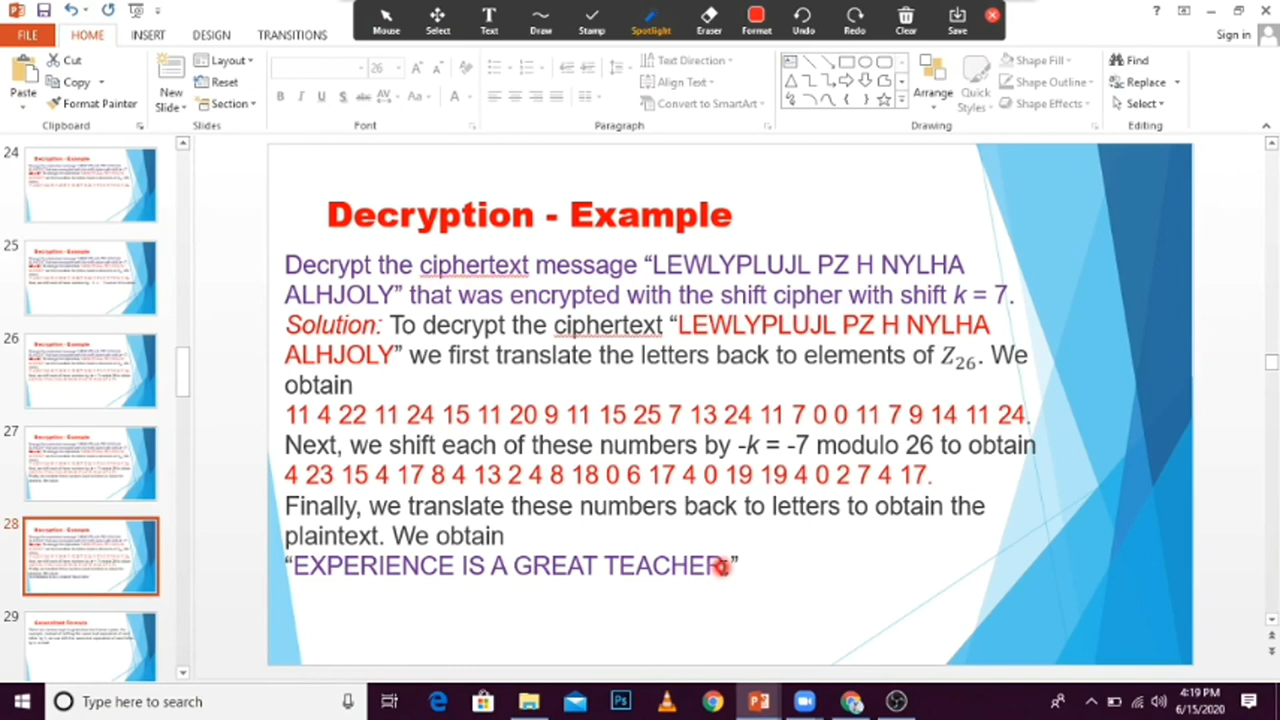 Mouse Select Text Draw Stamp Spotlight Eraser Format Undo Redo Clear Save
FILE HOME INSERT DESIGN TRANSITIONS Sign in
Cut Layout Text Direction Shape Fill Find
Copy Reset Align Text Shape Outline Replace
Paste Format Painter New Slide Section Convert to SmartArt Arrange Quick Styles Shape Effects Select
Clipboard Slides Font Paragraph Drawing Editing
26
24
25
26
27
28
29
Decryption - Example
Decrypt the ciphertext message “LEWLYPLUJL PZ H NYLHA
ALHJOLY” that was encrypted with the shift cipher with shift k = 7.
Solution: To decrypt the ciphertext “LEWLYPLUJL PZ H NYLHA
ALHJOLY” we first translate the letters back to elements of Z26. We
obtain
11 4 22 11 24 15 11 20 9 11 15 25 7 13 24 11 7 0 0 11 7 9 14 11 24.
Next, we shift each of these numbers by -k = -7 modulo 26 to obtain
4 23 15 4 17 8 4 13 2 4 8 18 0 6 17 4 0 19 19 4 0 2 7 4 17.
Finally, we translate these numbers back to letters to obtain the
plaintext. We obtain
“EXPERIENCE IS A GREAT TEACHER.”
Type here to search
4:19 PM
6/15/2020